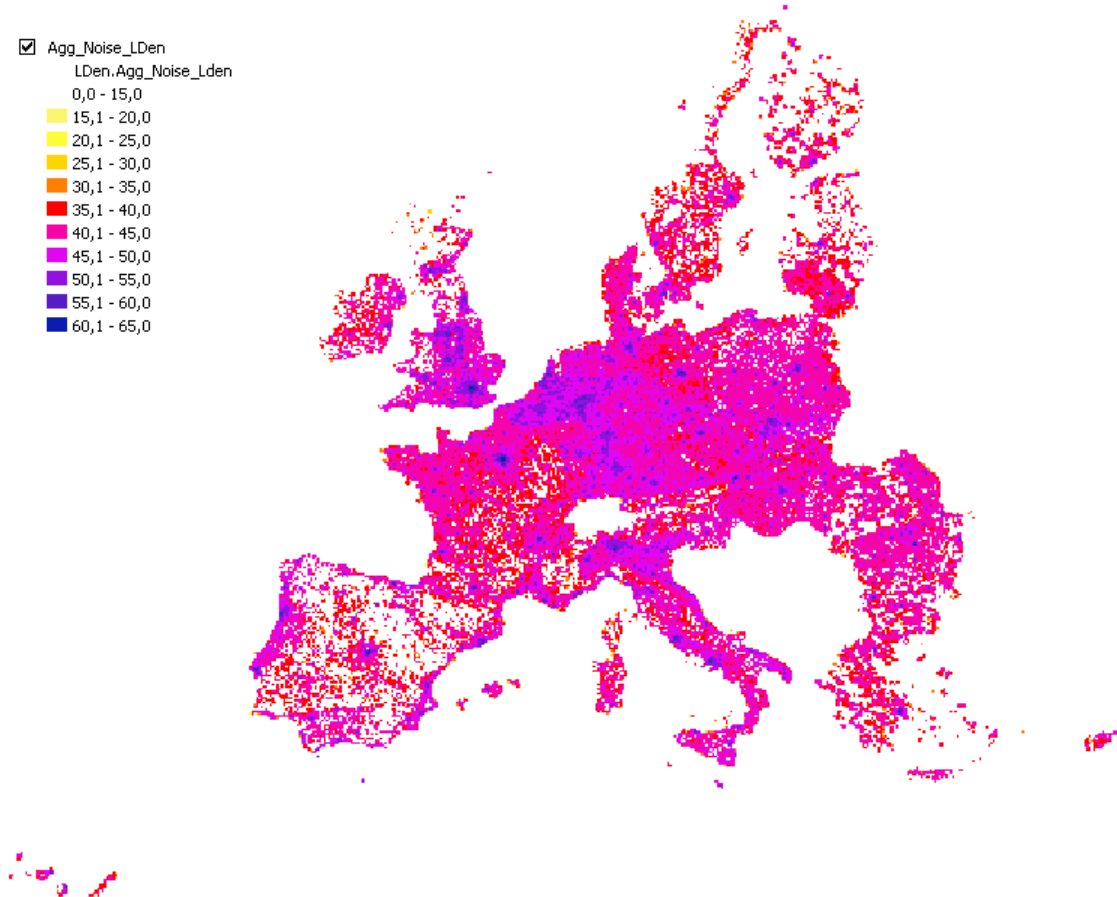 Agg_Noise_LDen
LDen.Agg_Noise_Lden
0,0 - 15,0
15,1 - 20,0
20,1 - 25,0
25,1 - 30,0
30,1 - 35,0
35,1 - 40,0
40,1 - 45,0
45,1 - 50,0
50,1 - 55,0
55,1 - 60,0
60,1 - 65,0